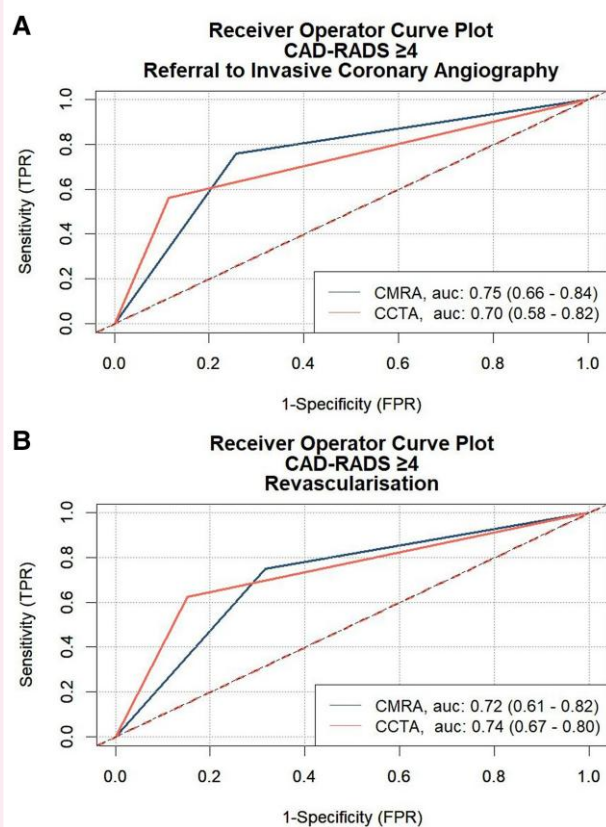 A
Receiver Operator Curve Plot
CAD-RADS ≥4
Referral to Invasive Coronary Angiography
1.0
0.8
0.6
0.4
0.2
0.0
Sensitivity (TPR)
CMRA, auc: 0.75 (0.66 - 0.84)
CCTA, auc: 0.70 (0.58 - 0.82)
0.0 0.2 0.4 0.6 0.8 1.0
1-Specificity (FPR)
B
Receiver Operator Curve Plot
CAD-RADS ≥4
Revascularisation
1.0
0.8
0.6
0.4
0.2
0.0
Sensitivity (TPR)
CMRA, auc: 0.72 (0.61 - 0.82)
CCTA, auc: 0.74 (0.67 - 0.80)
0.0 0.2 0.4 0.6 0.8 1.0
1-Specificity (FPR)